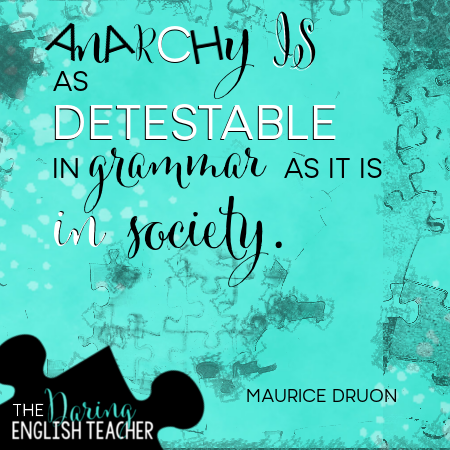 ANARCHY IS
AS
DETESTABLE
IN grammar AS IT IS
in society.
MAURICE DRUON
THE Daring
ENGLISH TEACHER